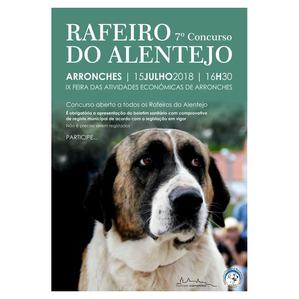 RAFEIRO 7º Concurso
DO ALENTEJO
ARRONCHES | 15JULHO2018 | 16H30
IX FEIRA DAS ATIVIDADES ECONÓMICAS DE ARRONCHES
Concurso aberto a todos os Rafeiros do Alentejo
É obrigatória a apresentação do boletim sanitário com comprovativo
de registo municipal de acordo com a legislação em vigor
Não é preciso serem registados
PARTICIPE...